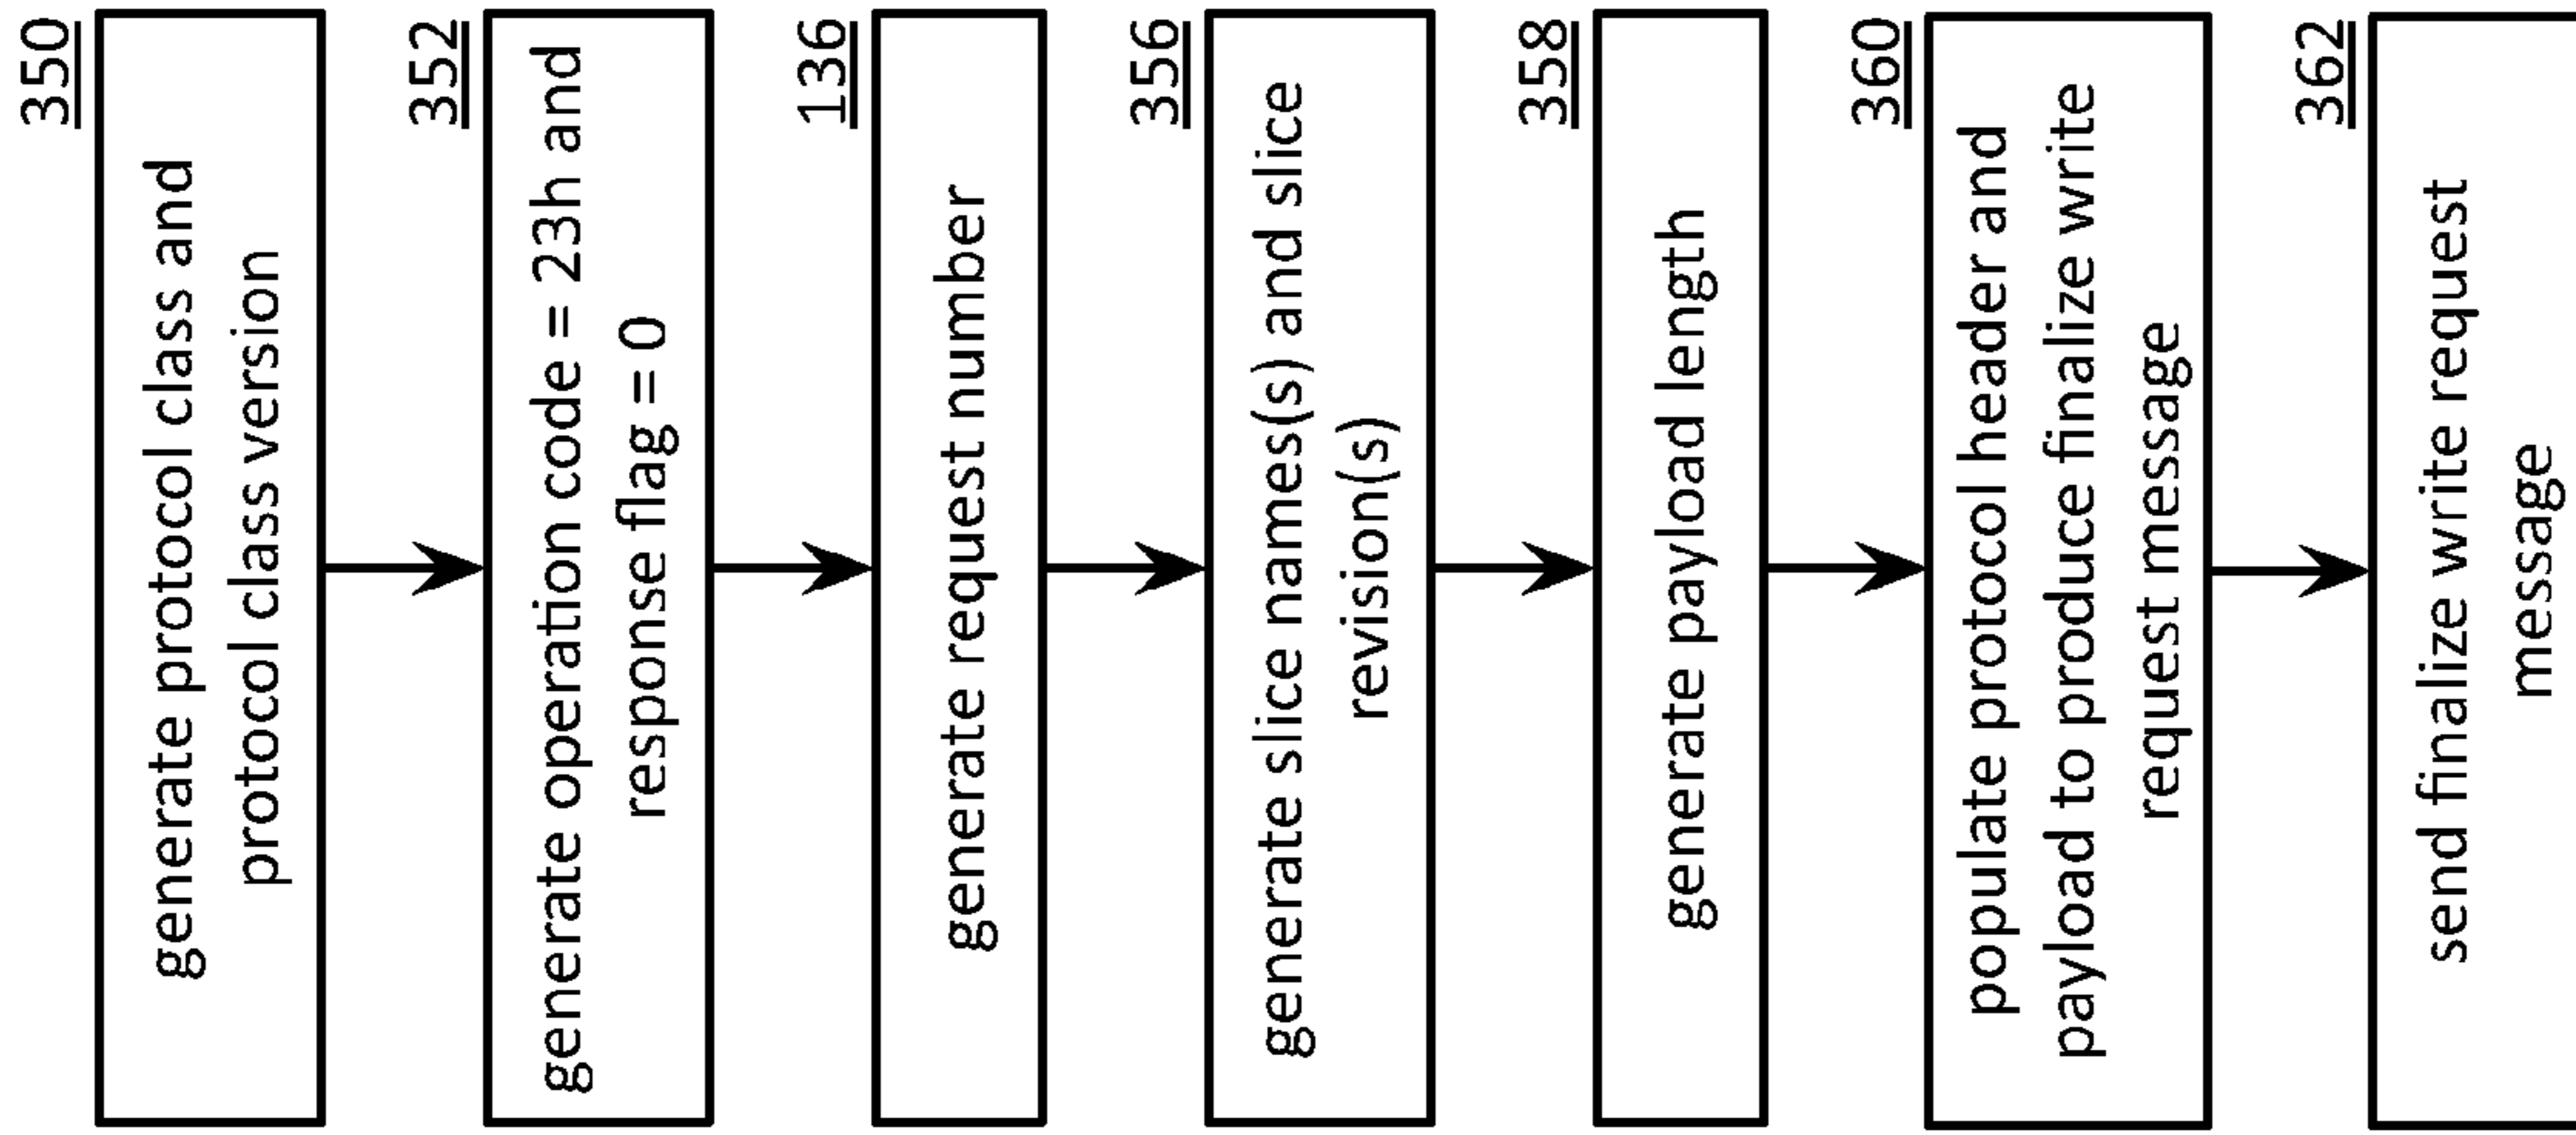 350
generate protocol class and
protocol class version
352
generate operation code = 23h and
response flag = 0
136
generate request number
356
generate slice names(s) and slice
revision(s)
358
generate payload length
360
populate protocol header and
payload to produce finalize write
request message
362
send finalize write request
message